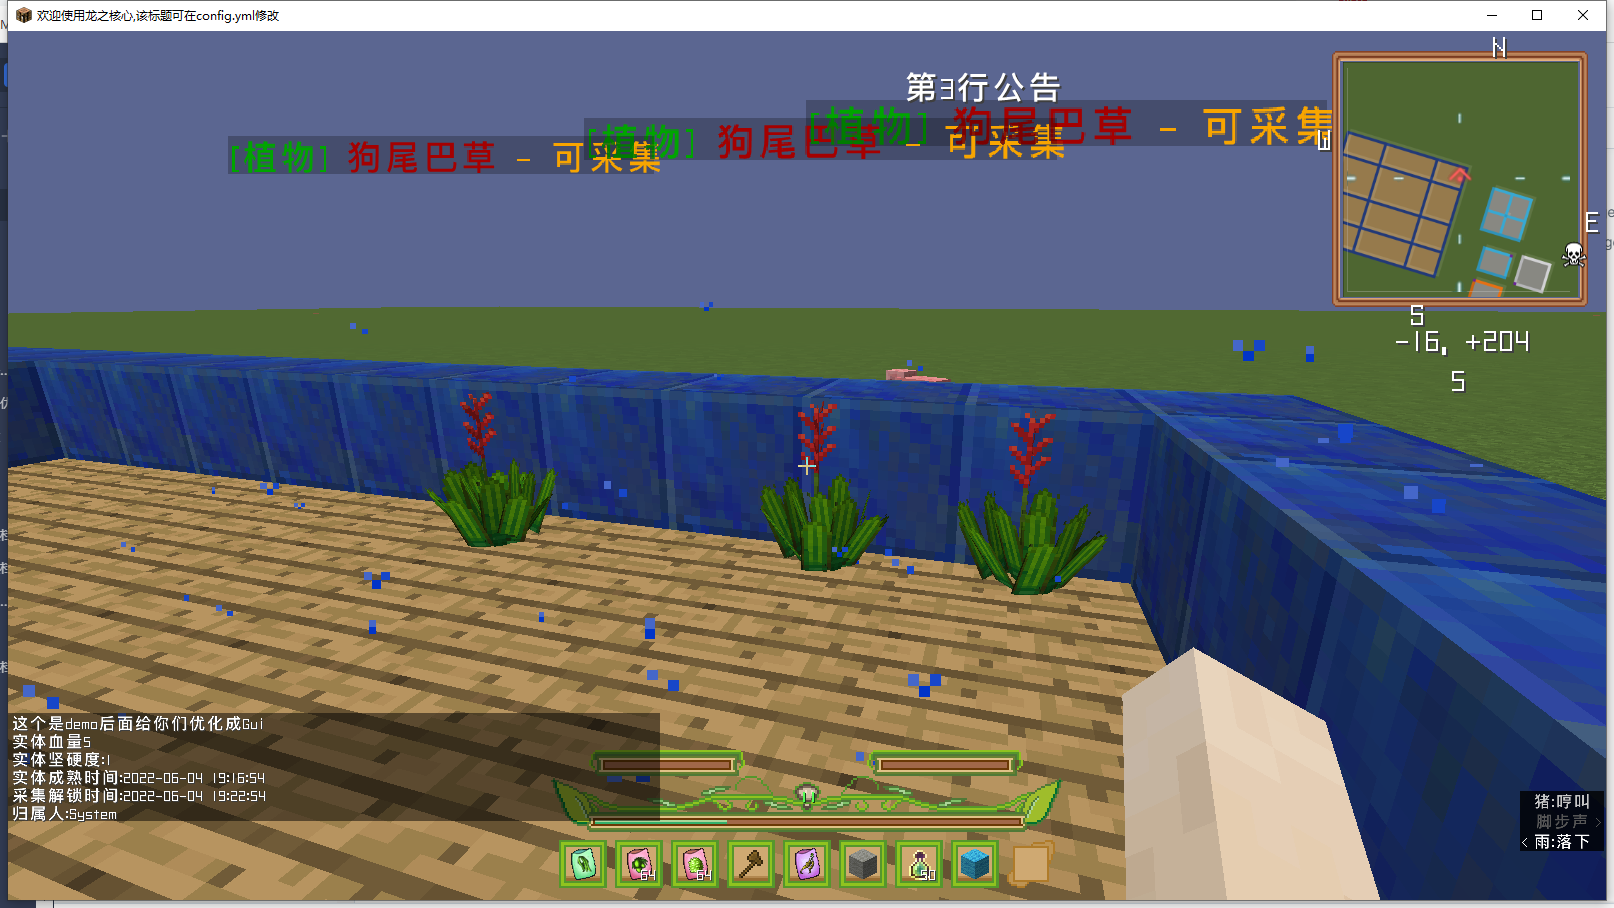 欢迎使用龙之核心,该标题可在config.yml修改
N
第3行公告
[植物] 狗尾巴草 - 可采集
[植物] 狗尾巴草 - 可采集
[植物] 狗尾巴草 - 可采集
W
E
S
-16, +204
S
这个是demo后面给你们优化成Gui
实体血量5
实体坚硬度:1
实体成熟时间:2022-06-04 19:16:54
采集解锁时间:2022-06-04 19:22:54
归属人:System
猪:哼叫
脚步声 >
< 雨:落下
64
64
50